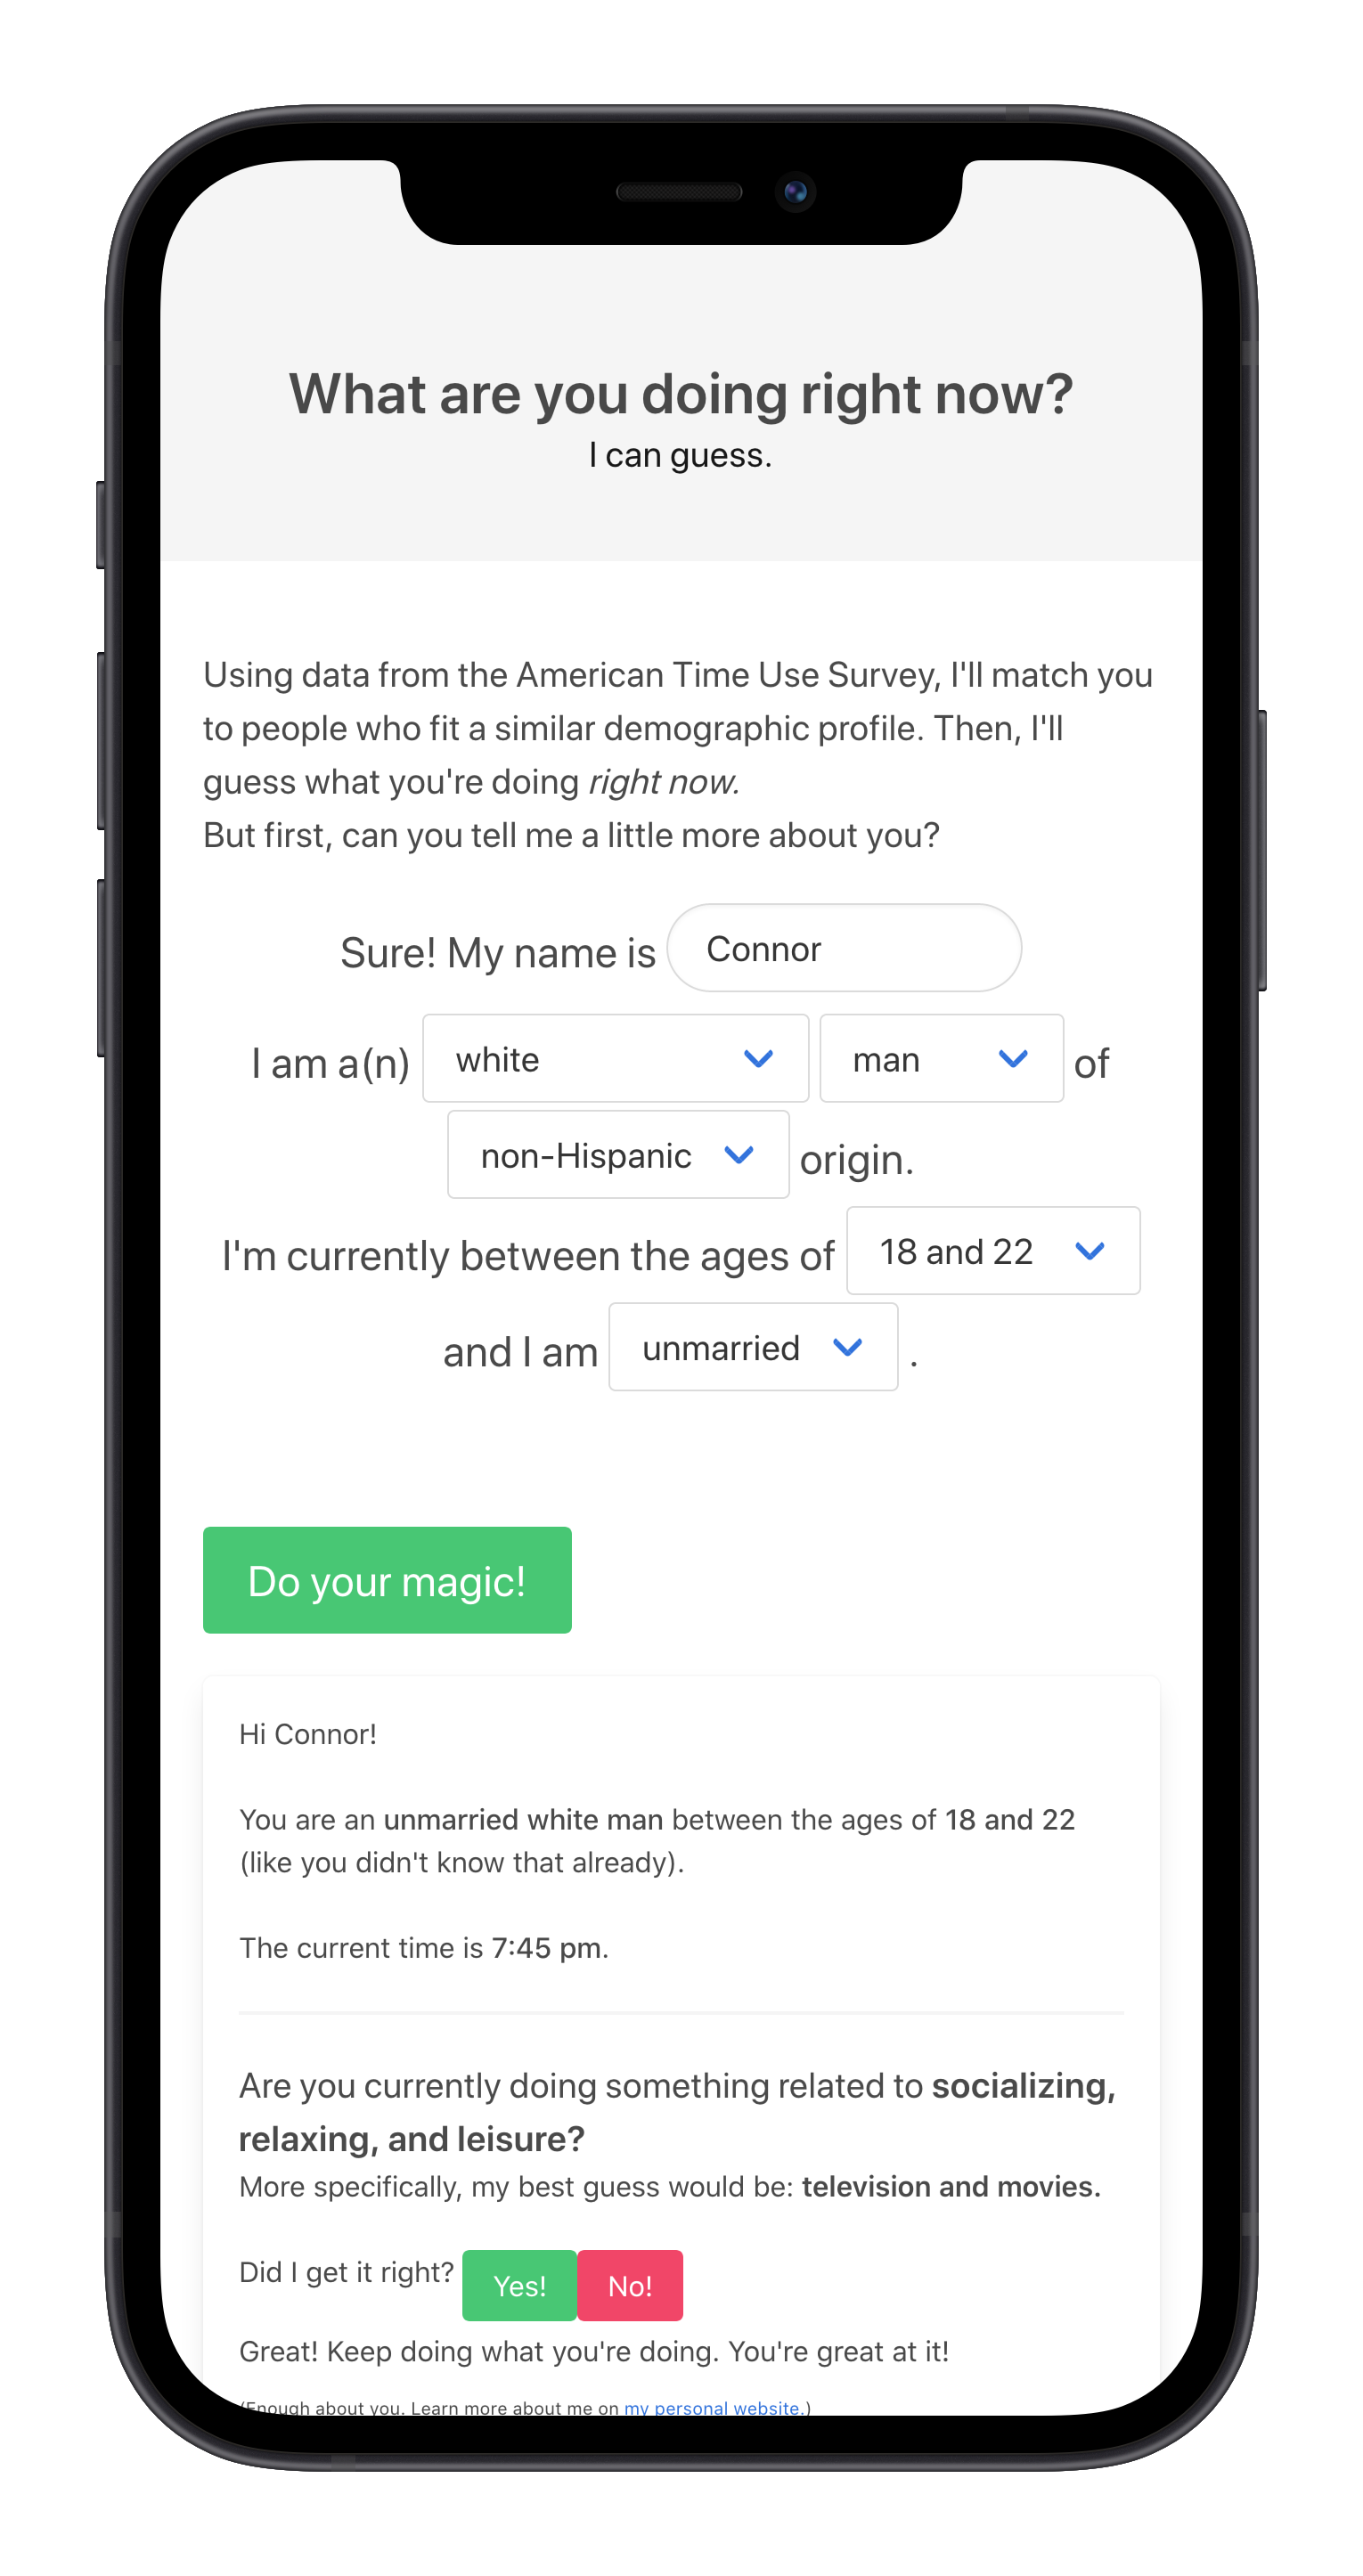 What are you doing right now?
I can guess.
Using data from the American Time Use Survey, I'll match you
to people who fit a similar demographic profile. Then, I'll
guess what you're doing right now.
But first, can you tell me a little more about you?
Sure! My name is Connor
I am a(n) white man of
non-Hispanic origin.
I'm currently between the ages of 18 and 22
and I am unmarried .
Do your magic!
Hi Connor!
You are an unmarried white man between the ages of 18 and 22
(like you didn't know that already).
The current time is 7:45 pm.
Are you currently doing something related to socializing,
relaxing, and leisure?
More specifically, my best guess would be: television and movies.
Did I get it right? Yes! No!
Great! Keep doing what you're doing. You're great at it!
(Enough about you. Learn more about me on my personal website.)